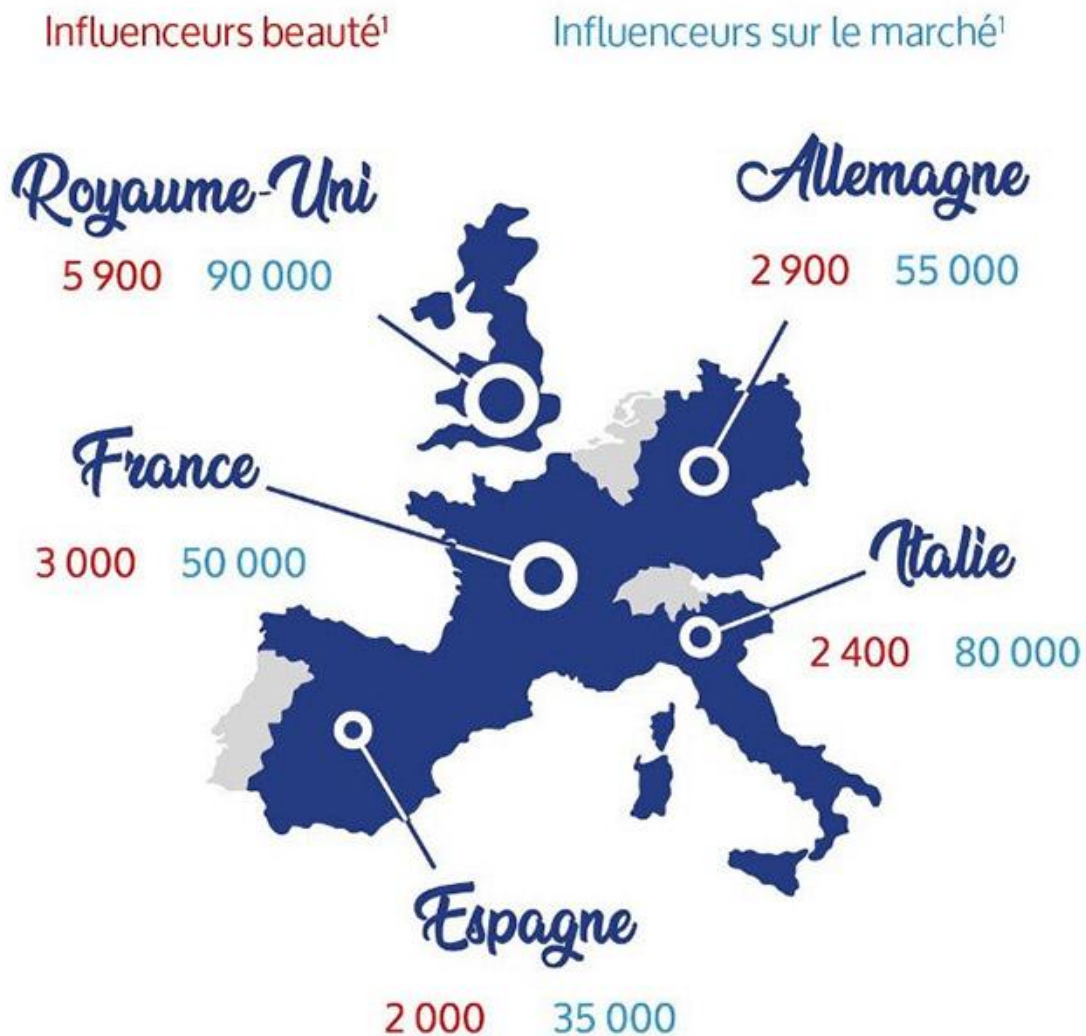 Influenceurs beauté¹ Influenceurs sur le marché¹
Royaume-Uni
5 900 90 000
Allemagne
2 900 55 000
France
3 000 50 000
Italie
2 400 80 000
Espagne
2 000 35 000